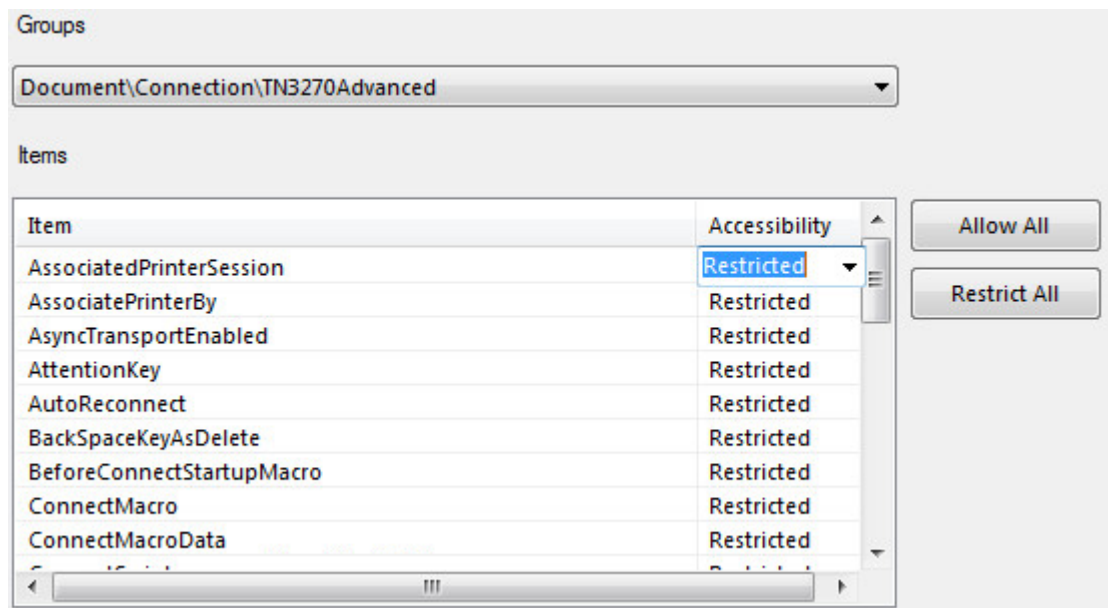 Groups
Document\Connection\TN3270Advanced
Items
Item Accessibility
Allow All
AssociatedPrinterSession Restricted
Restrict All
AssociatePrinterBy Restricted
AsyncTransportEnabled Restricted
AttentionKey Restricted
AutoReconnect Restricted
BackSpaceKeyAsDelete Restricted
BeforeConnectStartupMacro Restricted
ConnectMacro Restricted
ConnectMacroData Restricted